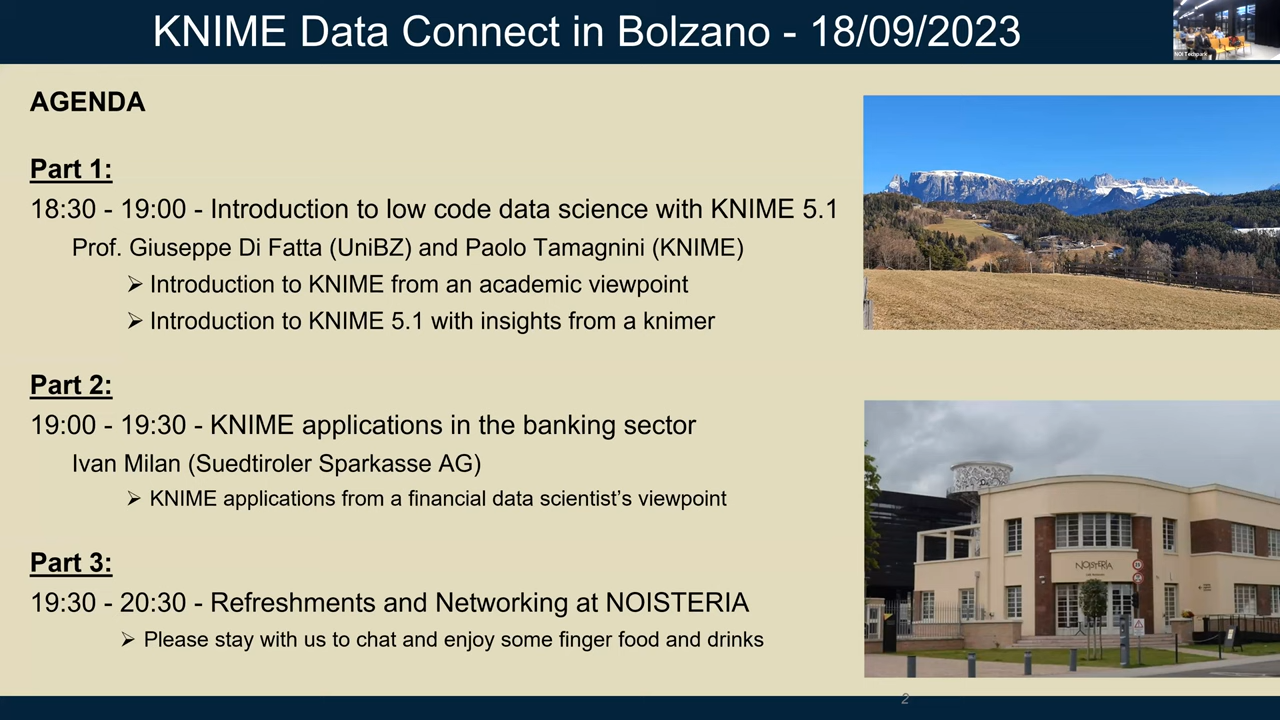 KNIME Data Connect in Bolzano - 18/09/2023
NOI Techpark
AGENDA
Part 1:
18:30 - 19:00 - Introduction to low code data science with KNIME 5.1
Prof. Giuseppe Di Fatta (UniBZ) and Paolo Tamagnini (KNIME)
➢ Introduction to KNIME from an academic viewpoint
➢ Introduction to KNIME 5.1 with insights from a knimer
Part 2:
19:00 - 19:30 - KNIME applications in the banking sector
Ivan Milan (Suedtiroler Sparkasse AG)
➢ KNIME applications from a financial data scientist’s viewpoint
Part 3:
19:30 - 20:30 - Refreshments and Networking at NOISTERIA
➢ Please stay with us to chat and enjoy some finger food and drinks
NOISTERIA
2